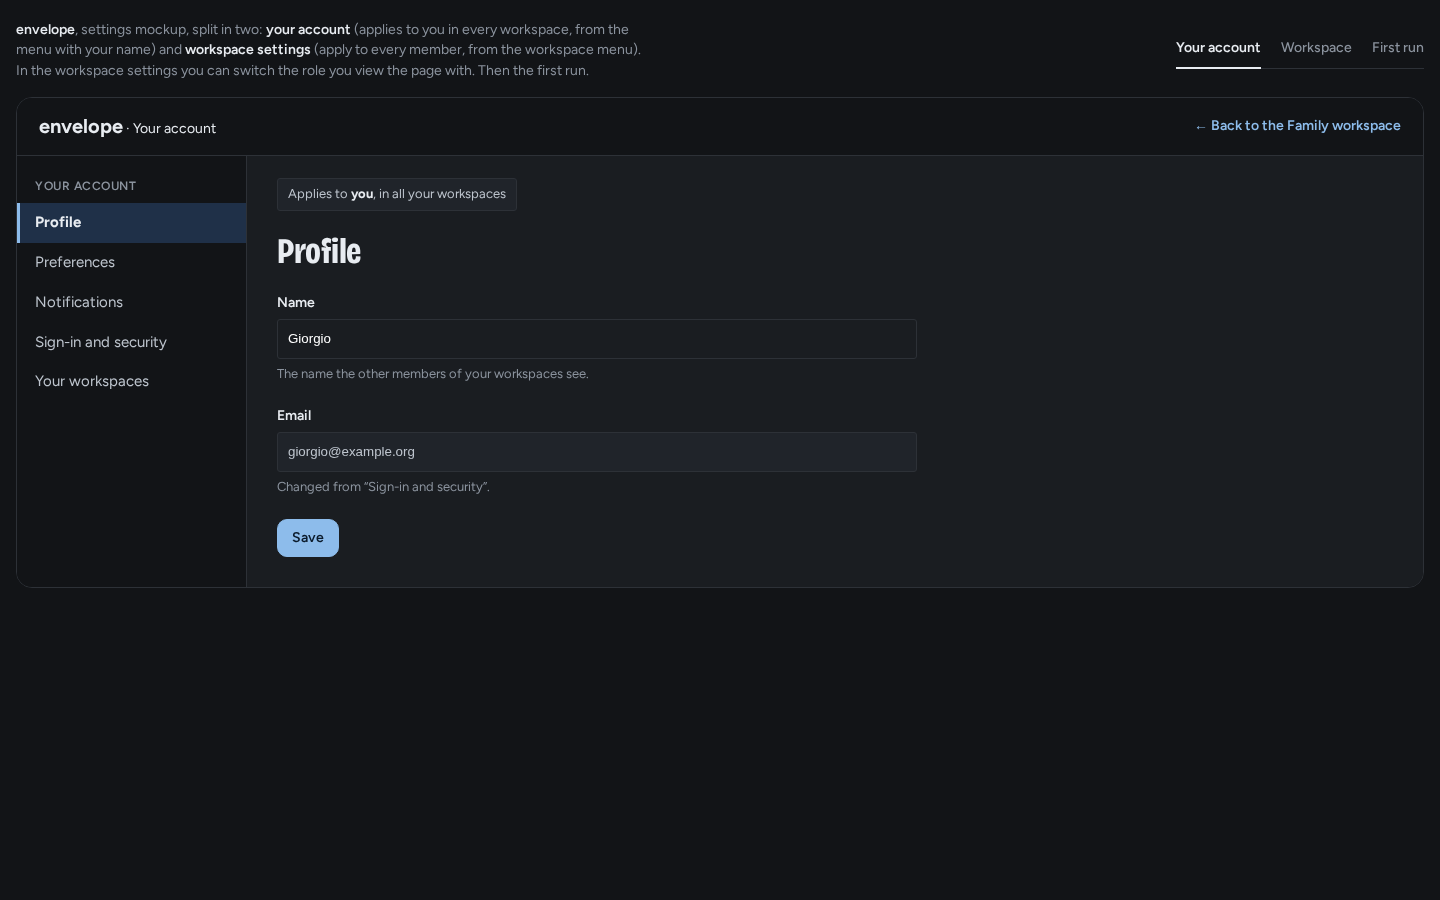 envelope, settings mockup, split in two: your account (applies to you in every workspace, from the
menu with your name) and workspace settings (apply to every member, from the workspace menu).
In the workspace settings you can switch the role you view the page with. Then the first run.
Your account
Workspace
First run
envelope · Your account
← Back to the Family workspace
YOUR ACCOUNT
Profile
Preferences
Notifications
Sign-in and security
Your workspaces
Applies to you, in all your workspaces
Profile
Name
Giorgio
The name the other members of your workspaces see.
Email
giorgio@example.org
Changed from “Sign-in and security”.
Save